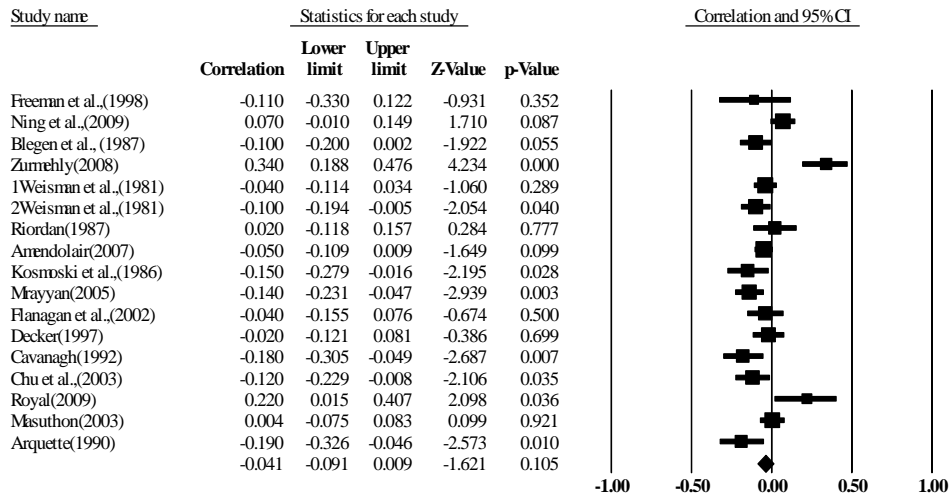 Study name Statistics for each study Correlation and 95% CI
Lower Upper
Correlation limit limit Z-Value p-Value
Freeman et al.,(1998) -0.110 -0.330 0.122 -0.931 0.352
Ning et al.,(2009) 0.070 -0.010 0.149 1.710 0.087
Blegen et al., (1987) -0.100 -0.200 0.002 -1.922 0.055
Zurmehly(2008) 0.340 0.188 0.476 4.234 0.000
1Weisman et al.,(1981) -0.040 -0.114 0.034 -1.060 0.289
2Weisman et al.,(1981) -0.100 -0.194 -0.005 -2.054 0.040
Riordan(1987) 0.020 -0.118 0.157 0.284 0.777
Amendolair(2007) -0.050 -0.109 0.009 -1.649 0.099
Kosmoski et al.,(1986) -0.150 -0.279 -0.016 -2.195 0.028
Mrayyan(2005) -0.140 -0.231 -0.047 -2.939 0.003
Flanagan et al.,(2002) -0.040 -0.155 0.076 -0.674 0.500
Decker(1997) -0.020 -0.121 0.081 -0.386 0.699
Cavanagh(1992) -0.180 -0.305 -0.049 -2.687 0.007
Chu et al.,(2003) -0.120 -0.229 -0.008 -2.106 0.035
Royal(2009) 0.220 0.015 0.407 2.098 0.036
Masuthon(2003) 0.004 -0.075 0.083 0.099 0.921
Arquette(1990) -0.190 -0.326 -0.046 -2.573 0.010
-0.041 -0.091 0.009 -1.621 0.105
-1.00 -0.50 0.00 0.50 1.00